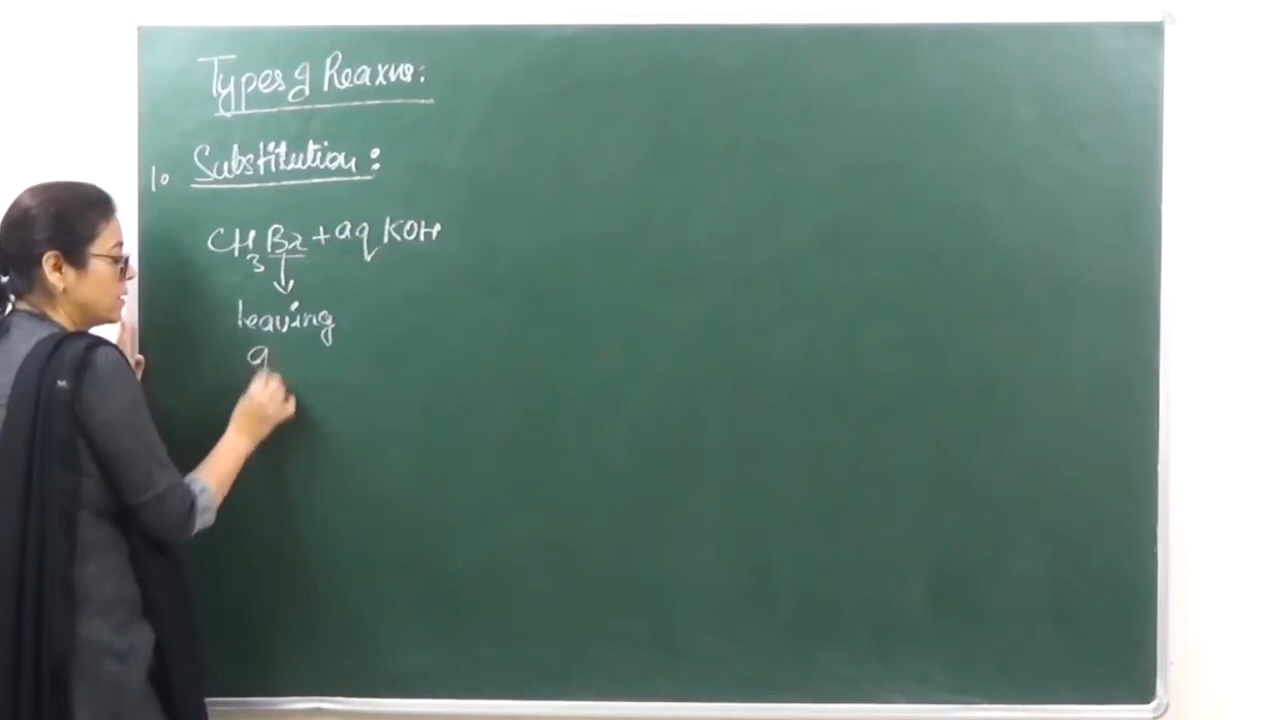 Types of Reaxns:
1. Substitution:
CH3Br + aq KOH
↓
leaving
g